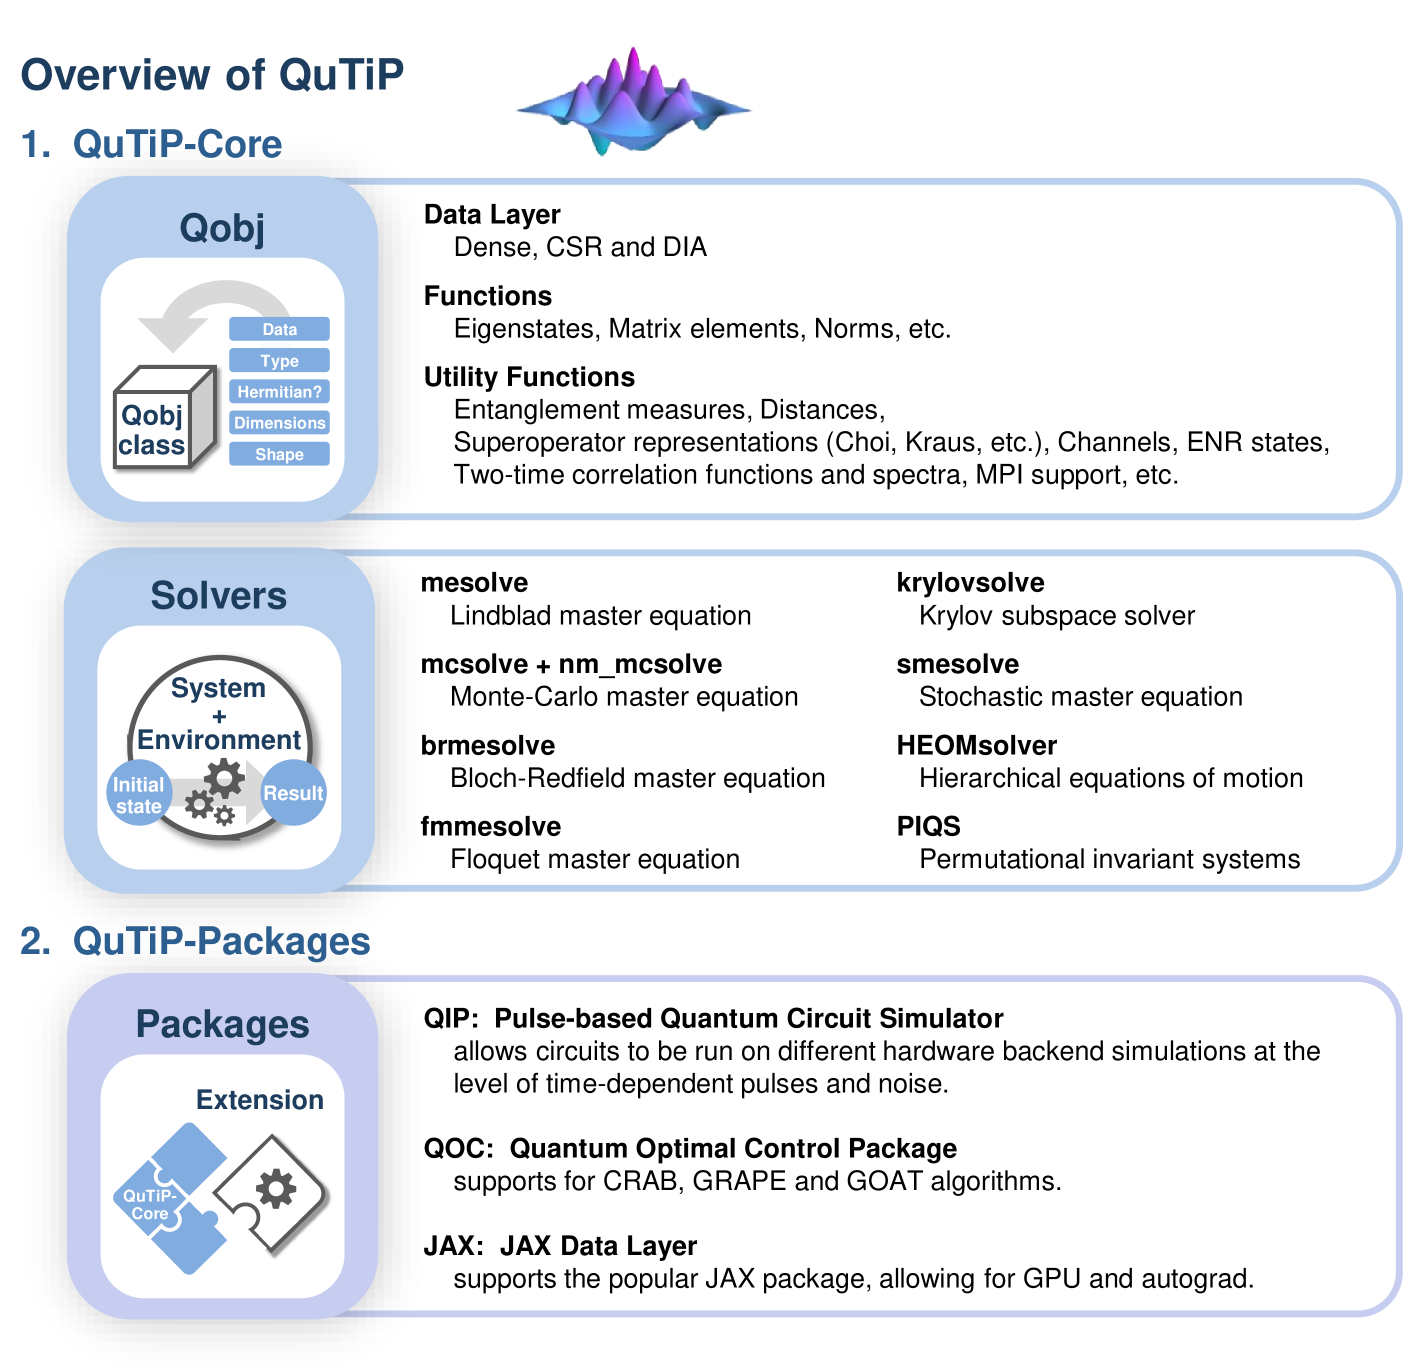 Overview of QuTiP
1. QuTiP-Core
Qobj
Data
Type
Hermitian?
Dimensions
Shape
Qobj
class
Data Layer
Dense, CSR and DIA
Functions
Eigenstates, Matrix elements, Norms, etc.
Utility Functions
Entanglement measures, Distances,
Superoperator representations (Choi, Kraus, etc.), Channels, ENR states,
Two-time correlation functions and spectra, MPI support, etc.
Solvers
System
+
Environment
Initial
state
Result
mesolve
Lindblad master equation
mcsolve + nm_mcsolve
Monte-Carlo master equation
brmesolve
Bloch-Redfield master equation
fmmesolve
Floquet master equation
krylovsolve
Krylov subspace solver
smesolve
Stochastic master equation
HEOMsolver
Hierarchical equations of motion
PIQS
Permutational invariant systems
2. QuTiP-Packages
Packages
Extension
QuTiP-
Core
QIP: Pulse-based Quantum Circuit Simulator
allows circuits to be run on different hardware backend simulations at the
level of time-dependent pulses and noise.
QOC: Quantum Optimal Control Package
supports for CRAB, GRAPE and GOAT algorithms.
JAX: JAX Data Layer
supports the popular JAX package, allowing for GPU and autograd.